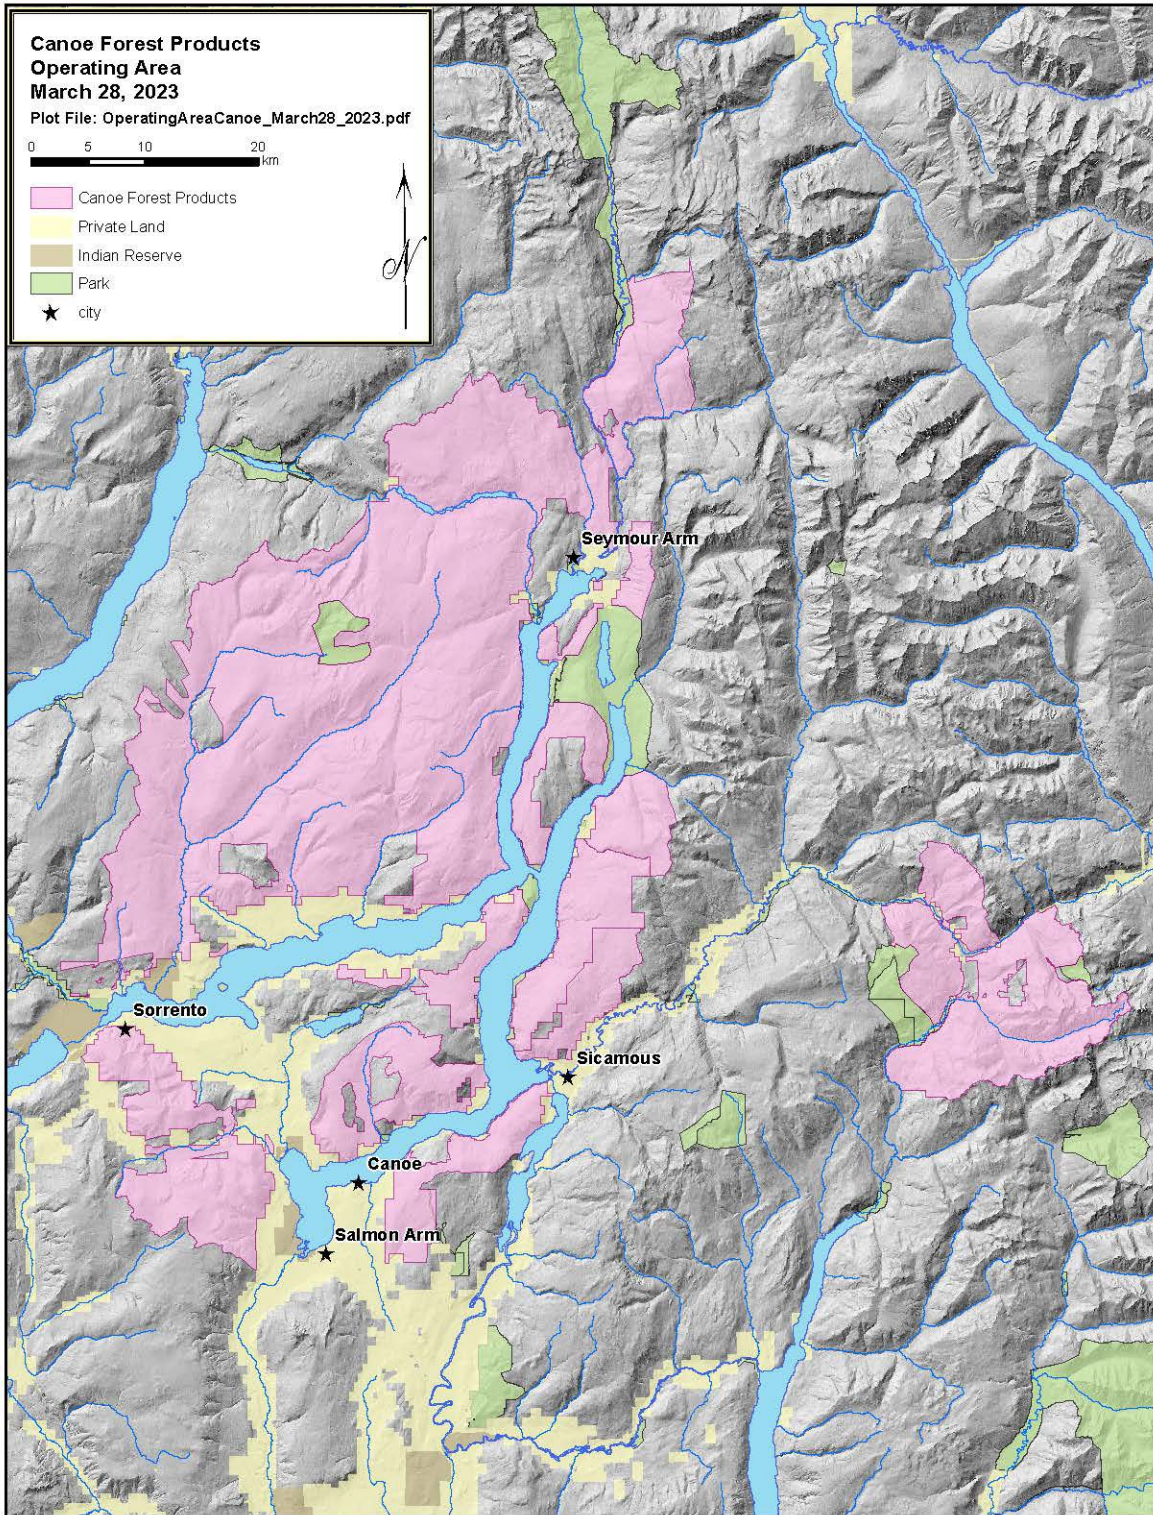 Canoe Forest Products
Operating Area
March 28, 2023
Plot File: OperatingAreaCanoe_March28_2023.pdf
0 5 10 20
km
Canoe Forest Products
Private Land
Indian Reserve
Park
city
N
Seymour Arm
Sorrento
Sicamous
Canoe
Salmon Arm